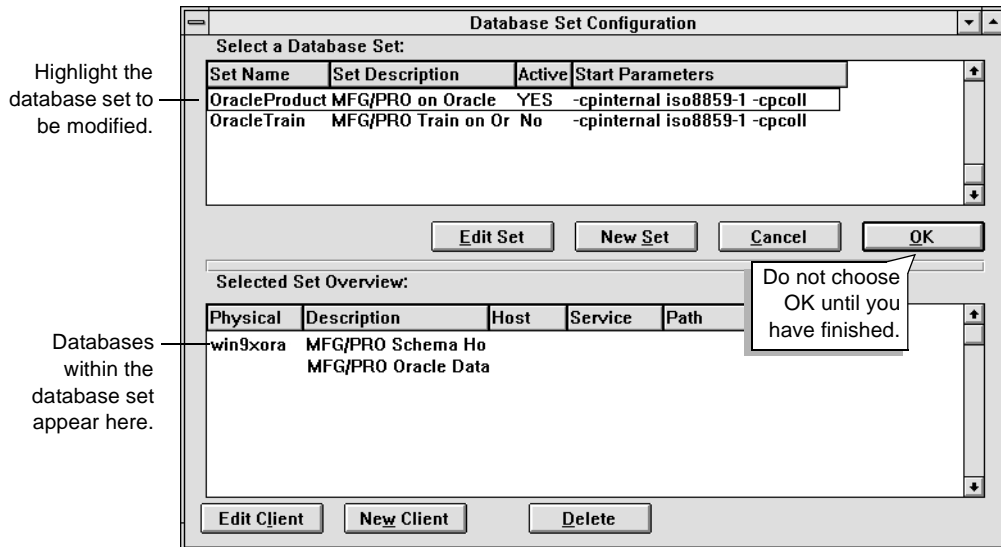 Database Set Configuration
Select a Database Set:
Highlight the
database set to
be modified.
Set Name Set Description Active Start Parameters
OracleProduct MFG/PRO on Oracle YES -cpinternal iso8859-1 -cpcoll
OracleTrain MFG/PRO Train on Or No -cpinternal iso8859-1 -cpcoll
Edit Set New Set Cancel OK
Do not choose
OK until you
have finished.
Selected Set Overview:
Physical Description Host Service Path
Databases
within the
database set
appear here.
win9xora MFG/PRO Schema Ho
MFG/PRO Oracle Data
Edit Client New Client Delete